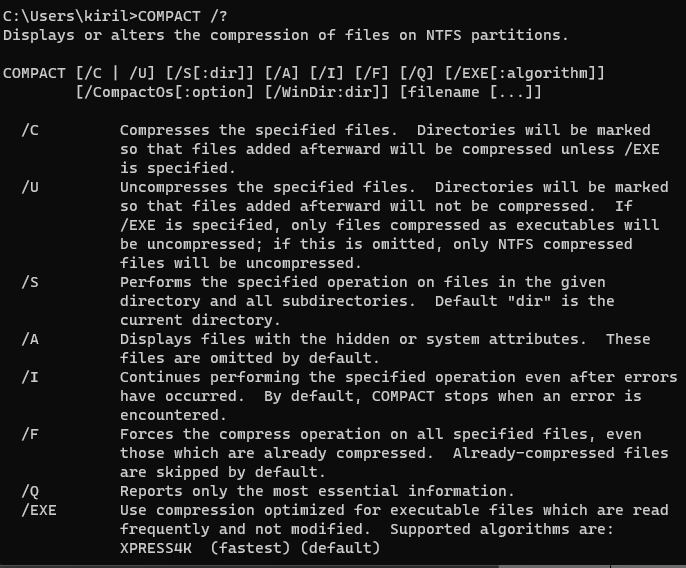 C:\Users\kiril>COMPACT /?
Displays or alters the compression of files on NTFS partitions.

COMPACT [/C | /U] [/S[:dir]] [/A] [/I] [/F] [/Q] [/EXE[:algorithm]]
        [/CompactOs[:option] [/WinDir:dir]] [filename [...]]

  /C         Compresses the specified files.  Directories will be marked
             so that files added afterward will be compressed unless /EXE
             is specified.
  /U         Uncompresses the specified files.  Directories will be marked
             so that files added afterward will not be compressed.  If
             /EXE is specified, only files compressed as executables will
             be uncompressed; if this is omitted, only NTFS compressed
             files will be uncompressed.
  /S         Performs the specified operation on files in the given
             directory and all subdirectories.  Default "dir" is the
             current directory.
  /A         Displays files with the hidden or system attributes.  These
             files are omitted by default.
  /I         Continues performing the specified operation even after errors
             have occurred.  By default, COMPACT stops when an error is
             encountered.
  /F         Forces the compress operation on all specified files, even
             those which are already compressed.  Already-compressed files
             are skipped by default.
  /Q         Reports only the most essential information.
  /EXE       Use compression optimized for executable files which are read
             frequently and not modified.  Supported algorithms are:
             XPRESS4K  (fastest) (default)